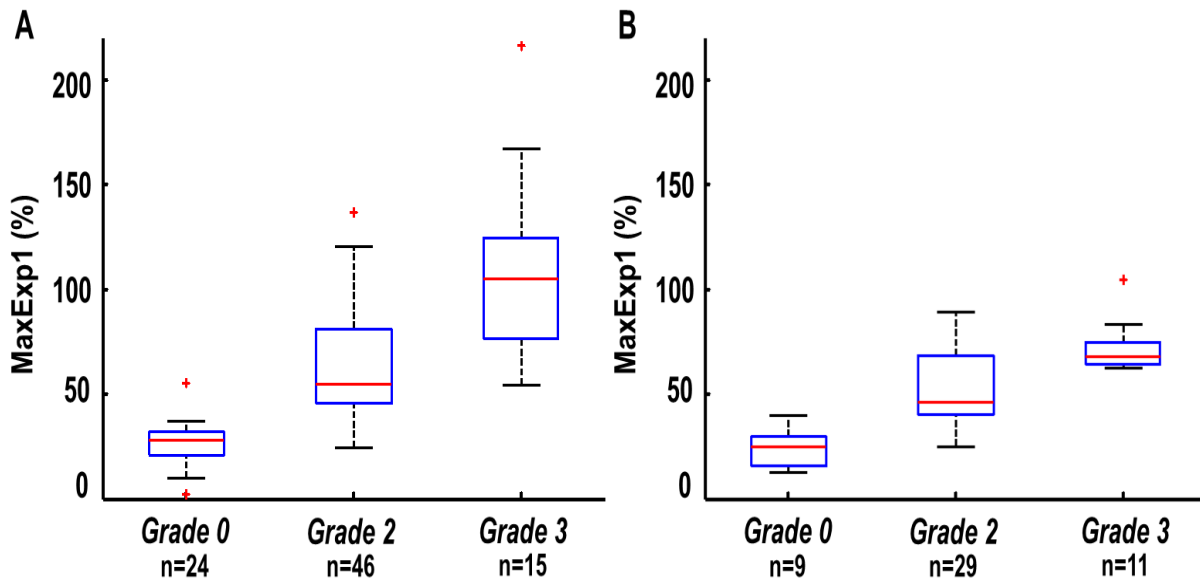 A
MaxExp1 (%)
200
150
100
50
0
Grade 0 Grade 2 Grade 3
n=24 n=46 n=15
B
MaxExp1 (%)
200
150
100
50
0
Grade 0 Grade 2 Grade 3
n=9 n=29 n=11